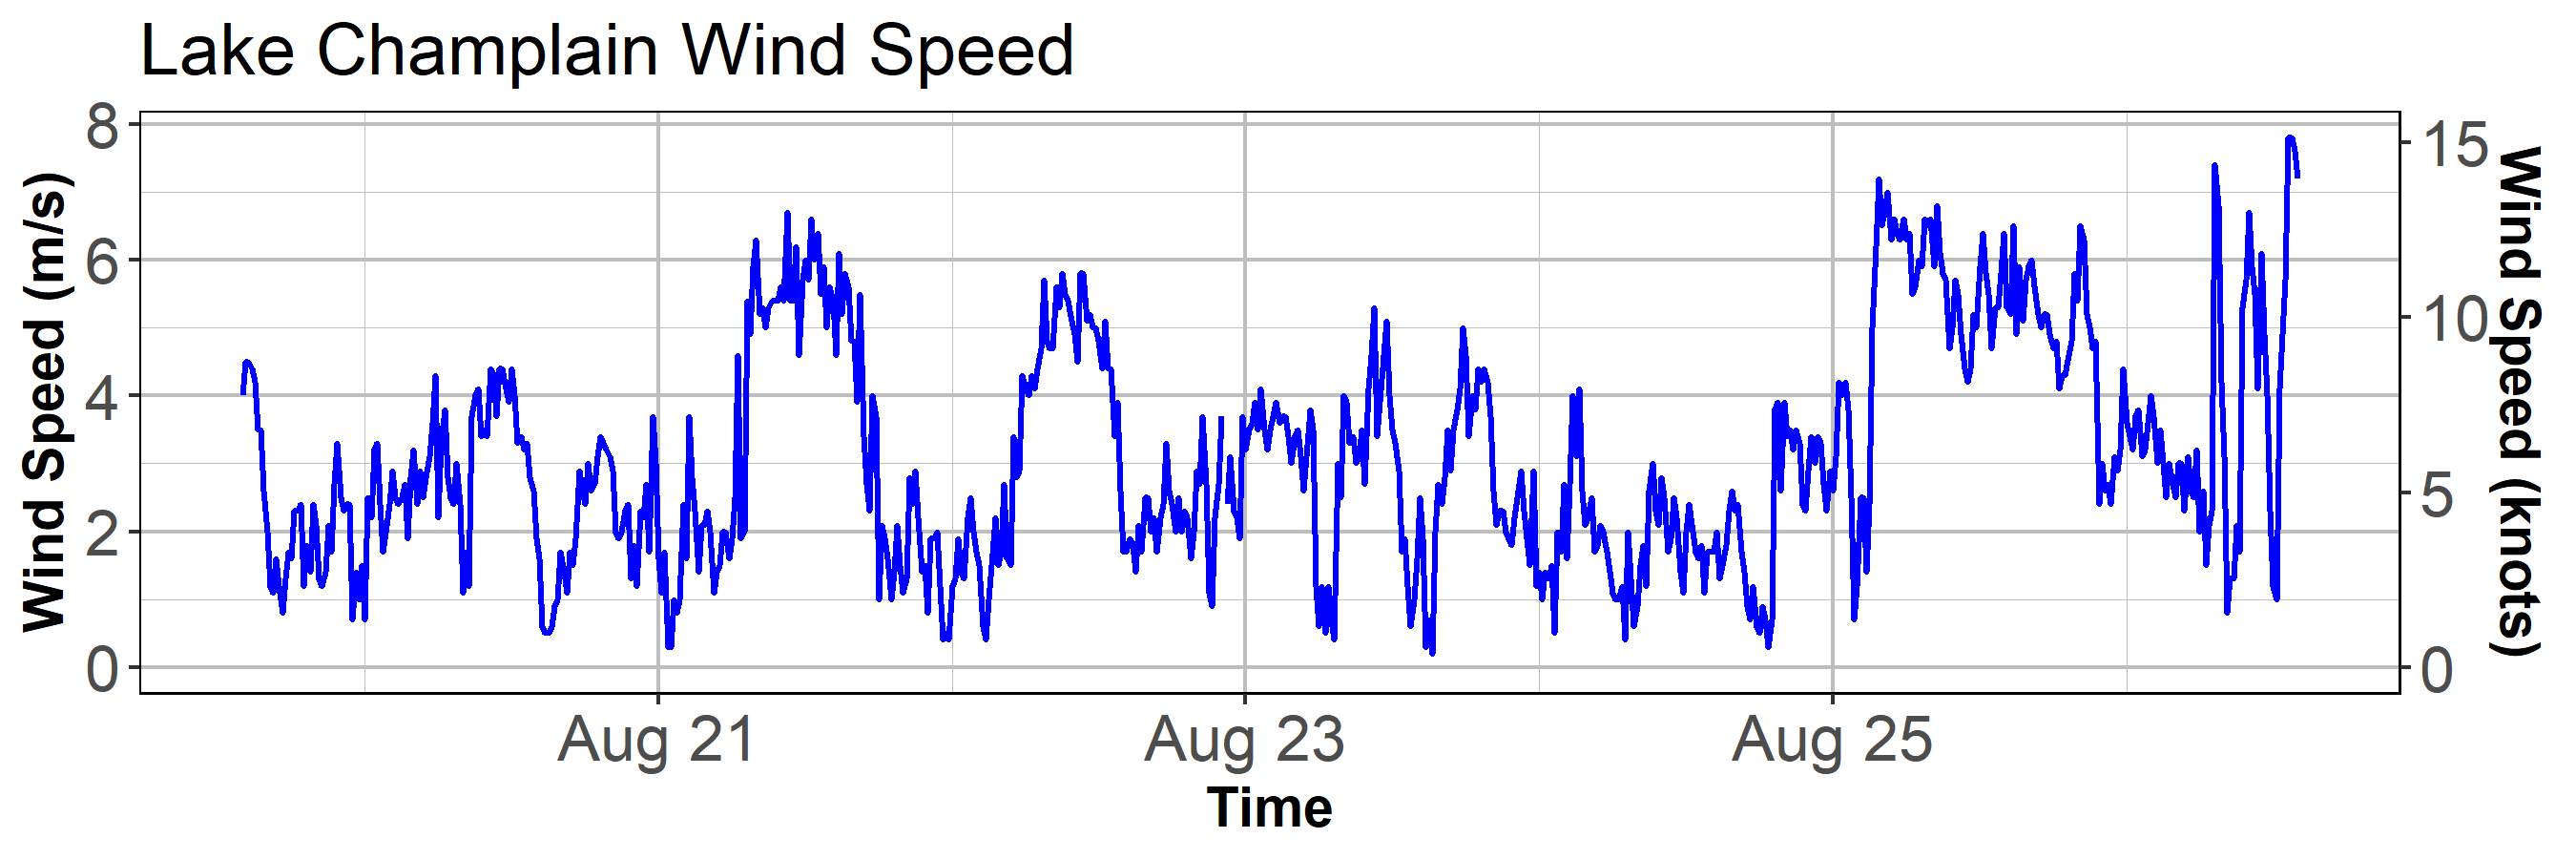 Lake Champlain Wind Speed
Wind Speed (m/s)
8
6
4
2
0
15
10
5
0
Wind Speed (knots)
Aug 21 Aug 23 Aug 25
Time